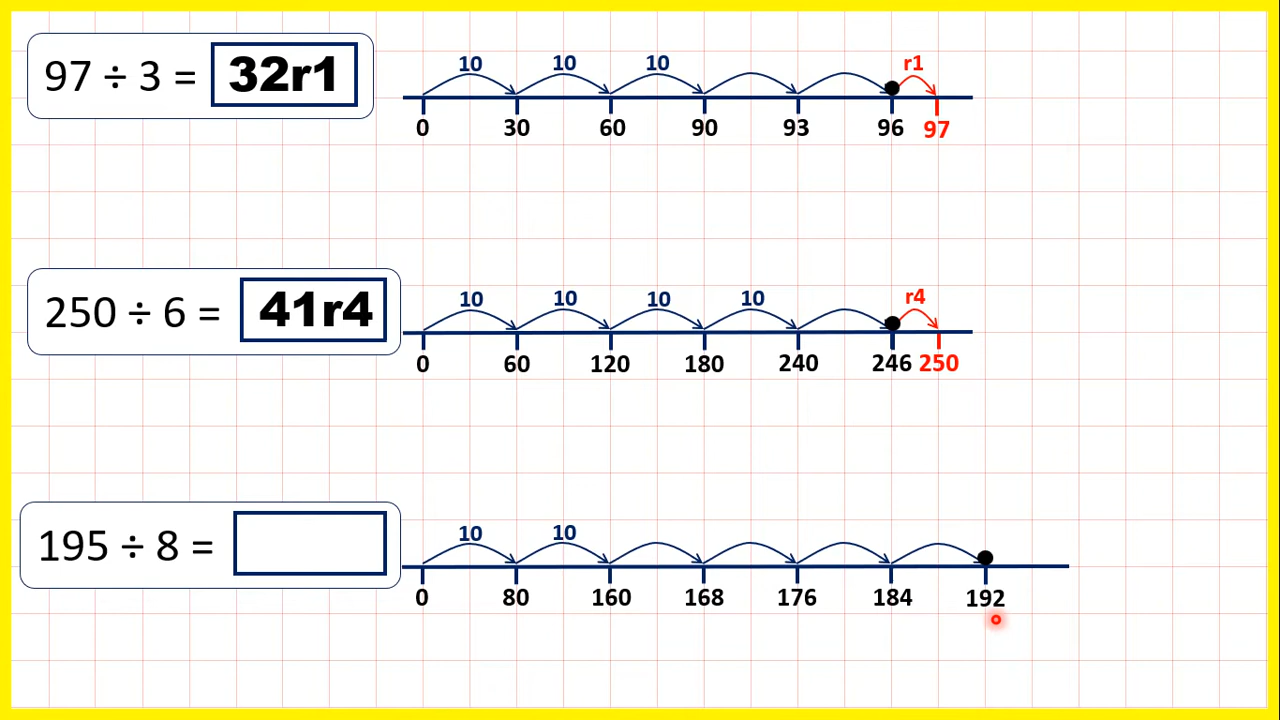 97 ÷ 3 = 32r1
10 10 10 r1
0 30 60 90 93 96 97
250 ÷ 6 = 41r4
10 10 10 10 r4
0 60 120 180 240 246 250
195 ÷ 8 =
10 10
0 80 160 168 176 184 192